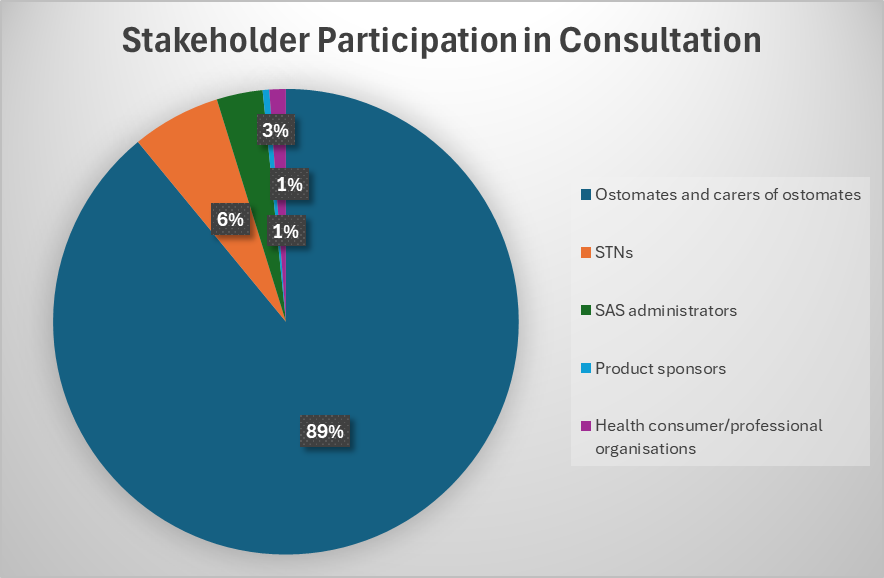 Stakeholder Participation in Consultation
3%
1%
6%
1%
89%
Ostomates and carers of ostomates
STNs
SAS administrators
Product sponsors
Health consumer/professional
organisations